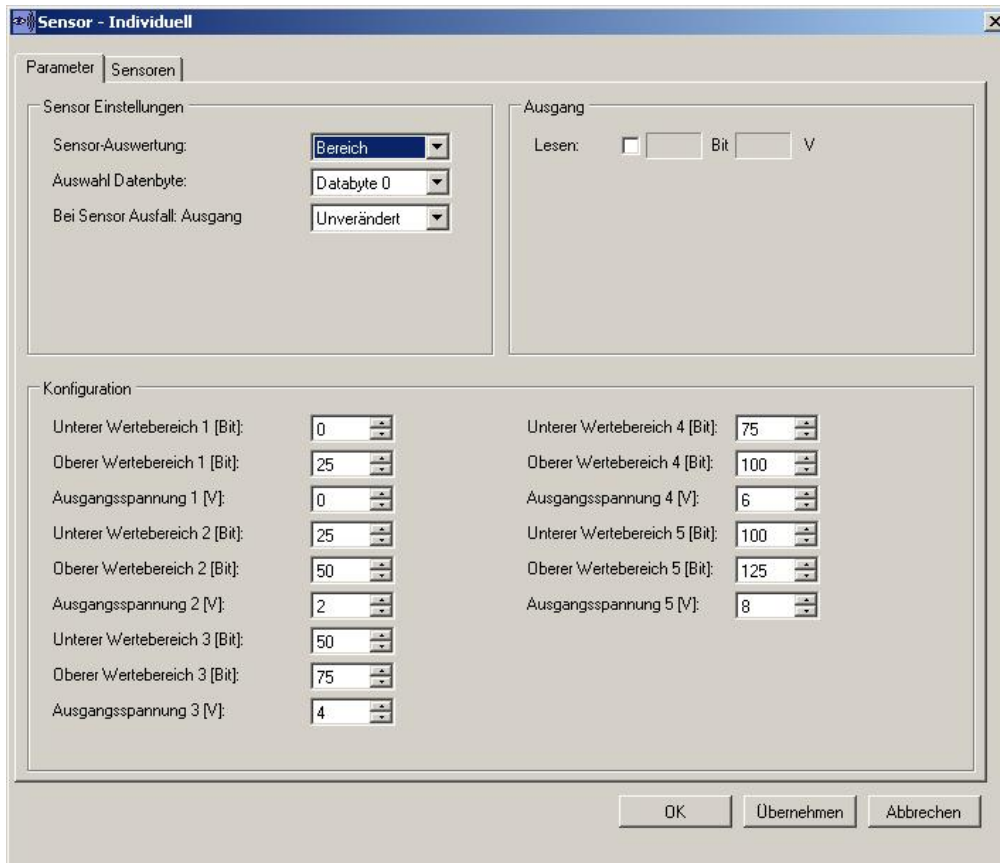 Sensor - Individuell
Parameter
Sensoren
Sensor Einstellungen
Sensor-Auswertung: Bereich
Auswahl Datenbyte: Databyte 0
Bei Sensor Ausfall: Ausgang Unverändert
Ausgang
Lesen: Bit V
Konfiguration
Unterer Wertebereich 1 [Bit]: 0
Oberer Wertebereich 1 [Bit]: 25
Ausgangsspannung 1 [V]: 0
Unterer Wertebereich 2 [Bit]: 25
Oberer Wertebereich 2 [Bit]: 50
Ausgangsspannung 2 [V]: 2
Unterer Wertebereich 3 [Bit]: 50
Oberer Wertebereich 3 [Bit]: 75
Ausgangsspannung 3 [V]: 4
Unterer Wertebereich 4 [Bit]: 75
Oberer Wertebereich 4 [Bit]: 100
Ausgangsspannung 4 [V]: 6
Unterer Wertebereich 5 [Bit]: 100
Oberer Wertebereich 5 [Bit]: 125
Ausgangsspannung 5 [V]: 8
OK
Übernehmen
Abbrechen